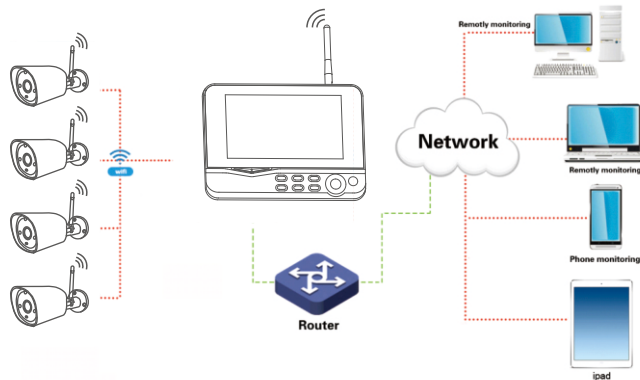 Remotly monitoring
Network
wifi
Remotly monitoring
Phone monitoring
Router
ipad